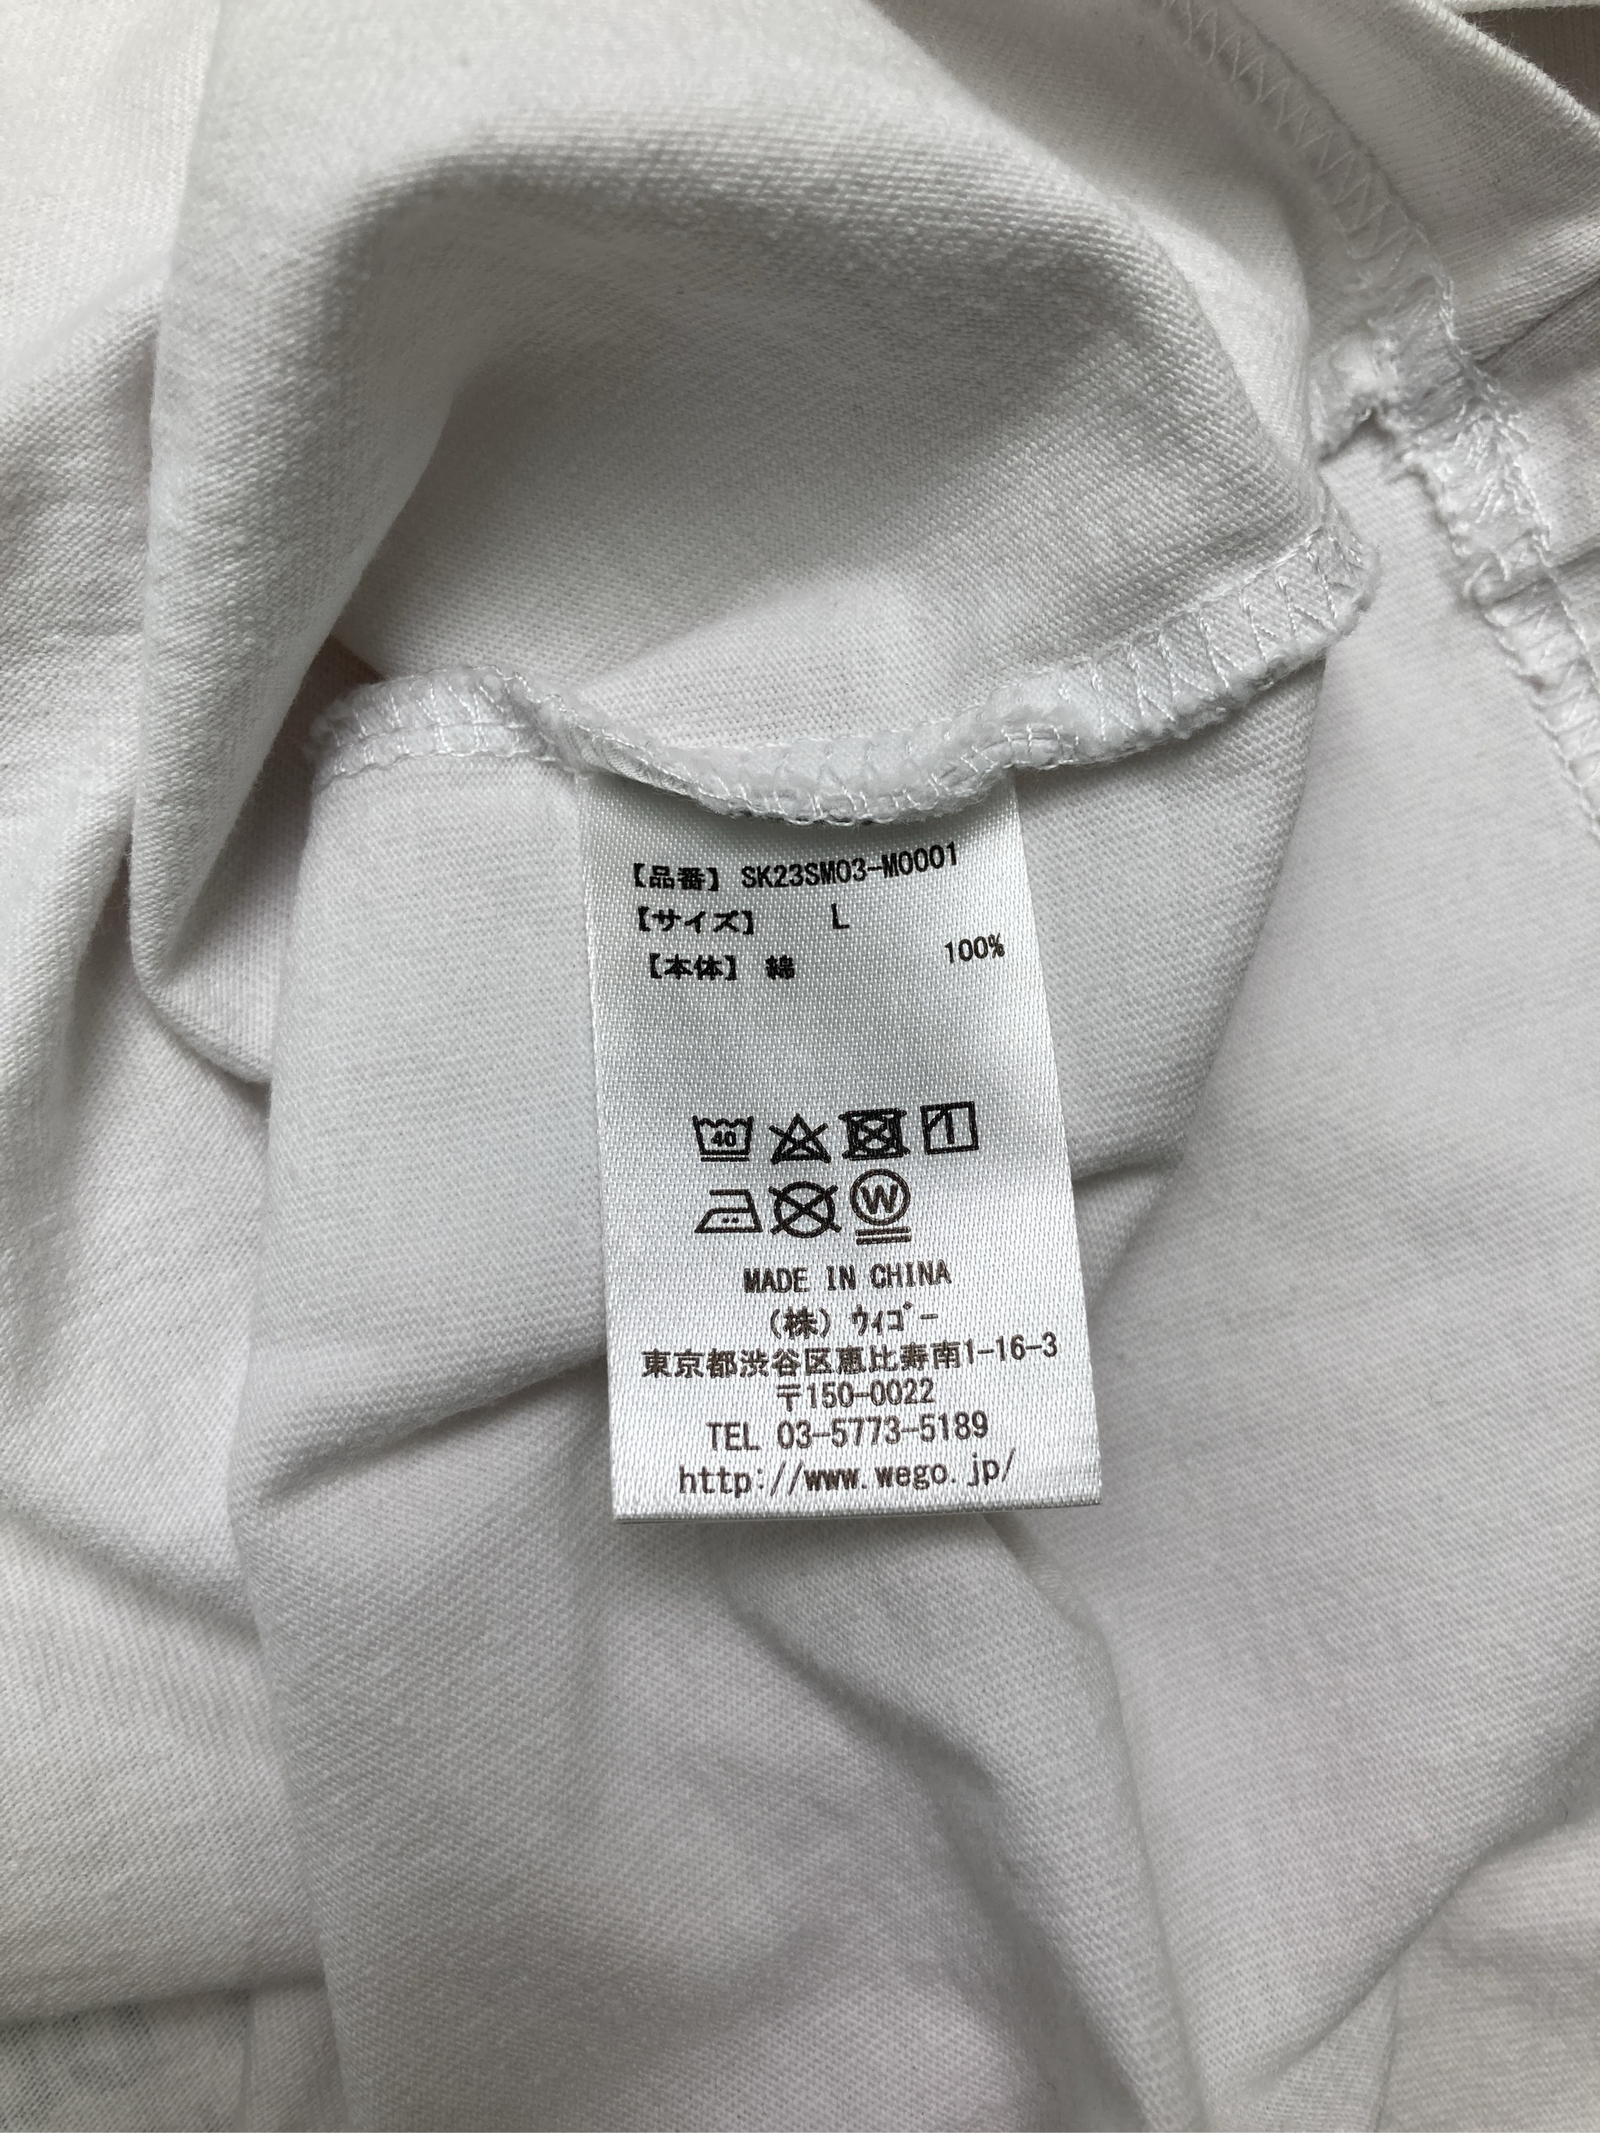 【品番】 SK23SM03-M0001
【サイズ】 L
【本体】 綿 100%
40
W
MADE IN CHINA
(株) ｳｨｺﾞｰ
東京都渋谷区恵比寿南1-16-3
〒150-0022
TEL 03-5773-5189
http://www.wego.jp/